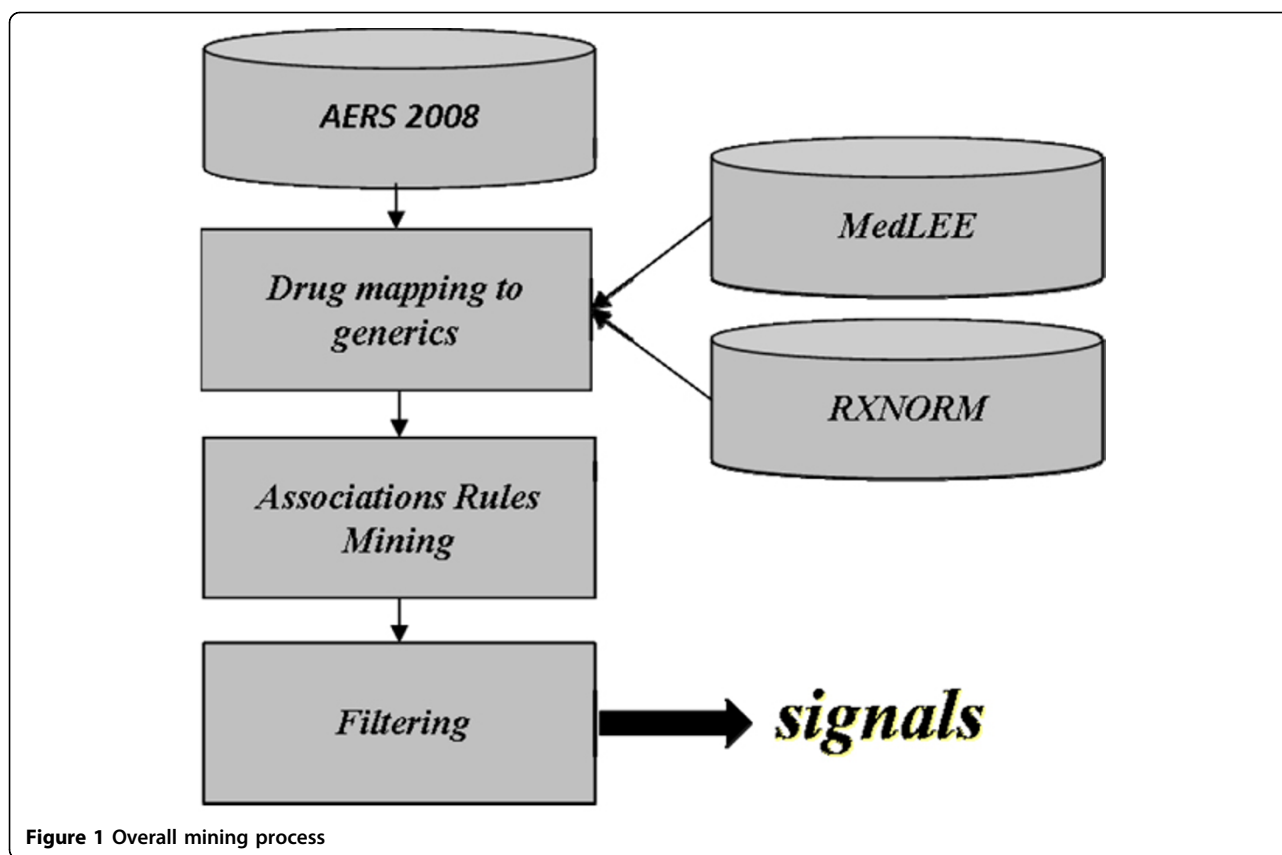 AERS 2008
MedLEE
Drug mapping to
generics
RXNORM
Associations Rules
Mining
Filtering
signals
Figure 1 Overall mining process